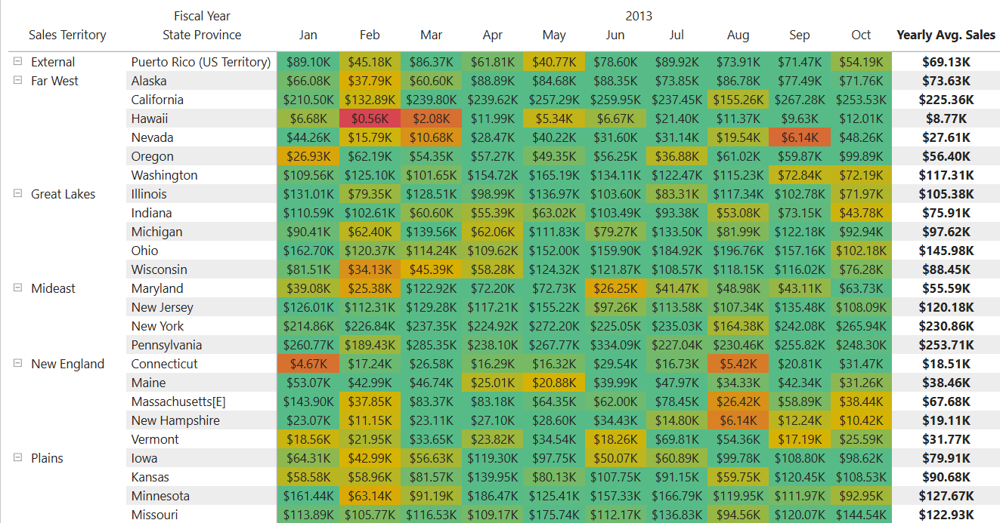 Fiscal Year 2013
Sales Territory State Province Jan Feb Mar Apr May Jun Jul Aug Sep Oct Yearly Avg. Sales
External Puerto Rico (US Territory) $89.10K $45.18K $86.37K $61.81K $40.77K $78.60K $89.92K $73.91K $71.47K $54.19K $69.13K
Far West Alaska $66.08K $37.79K $60.60K $88.89K $84.68K $88.35K $73.85K $86.78K $77.49K $71.76K $73.63K
California $210.50K $132.89K $239.80K $239.62K $257.29K $259.95K $237.45K $155.26K $267.28K $253.53K $225.36K
Hawaii $6.68K $0.56K $2.08K $11.99K $5.34K $6.67K $21.40K $11.37K $9.63K $12.01K $8.77K
Nevada $44.26K $15.79K $10.68K $28.47K $40.22K $31.60K $31.14K $19.54K $6.14K $48.26K $27.61K
Oregon $26.93K $62.19K $54.35K $57.27K $49.35K $56.25K $36.88K $61.02K $59.87K $99.89K $56.40K
Washington $109.56K $125.10K $101.65K $154.72K $165.19K $134.11K $122.47K $115.23K $72.84K $72.19K $117.31K
Great Lakes Illinois $131.01K $79.35K $128.51K $98.99K $136.97K $103.60K $83.31K $117.34K $102.78K $71.97K $105.38K
Indiana $110.59K $102.61K $60.60K $55.39K $63.02K $103.49K $93.38K $53.08K $73.15K $43.78K $75.91K
Michigan $90.41K $62.40K $139.56K $62.06K $111.83K $79.27K $133.50K $81.99K $122.18K $92.94K $97.62K
Ohio $162.70K $120.37K $114.24K $109.62K $152.00K $159.90K $184.92K $196.76K $157.16K $102.18K $145.98K
Wisconsin $81.51K $34.13K $45.39K $58.28K $124.32K $121.87K $108.57K $118.15K $116.02K $76.28K $88.45K
Mideast Maryland $39.08K $25.38K $122.92K $72.20K $72.73K $26.25K $41.47K $48.98K $43.11K $63.73K $55.59K
New Jersey $126.01K $112.31K $129.28K $117.21K $155.22K $97.26K $113.58K $107.34K $135.48K $108.09K $120.18K
New York $214.86K $226.84K $237.35K $224.92K $272.20K $225.05K $235.03K $164.38K $242.08K $265.94K $230.86K
Pennsylvania $260.77K $189.43K $285.35K $238.10K $267.77K $334.09K $227.04K $230.46K $255.82K $248.30K $253.71K
New England Connecticut $4.67K $17.24K $26.58K $16.29K $16.32K $29.54K $16.73K $5.42K $20.81K $31.47K $18.51K
Maine $53.07K $42.99K $46.74K $25.01K $20.88K $39.99K $47.97K $34.33K $42.34K $31.26K $38.46K
Massachusetts[E] $143.90K $37.85K $83.37K $83.18K $64.35K $62.00K $78.45K $26.42K $58.89K $38.44K $67.68K
New Hampshire $23.07K $11.15K $23.11K $27.10K $28.60K $34.43K $14.80K $6.14K $12.24K $10.42K $19.11K
Vermont $18.56K $21.95K $33.65K $23.82K $34.54K $18.26K $69.81K $54.36K $17.19K $25.59K $31.77K
Plains Iowa $64.31K $42.99K $56.63K $119.30K $97.75K $50.07K $60.89K $99.78K $108.80K $98.62K $79.91K
Kansas $58.58K $58.96K $81.57K $139.95K $80.13K $107.75K $91.15K $59.75K $120.45K $108.53K $90.68K
Minnesota $161.44K $63.14K $91.19K $186.47K $125.41K $157.33K $166.79K $119.95K $111.97K $92.95K $127.67K
Missouri $113.89K $105.77K $116.53K $109.17K $175.74K $112.17K $136.83K $94.56K $120.07K $144.54K $122.93K